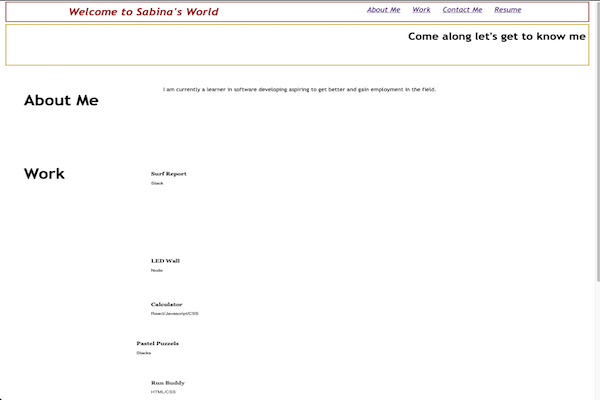 Welcome to Sabina's World
About Me Work Contact Me Resume
Come along let's get to know me
About Me
I am currently a learner in software developing aspiring to get better and gain employment in the field.
Work
Surf Report
Slack
LED Wall
Node
Calculator
React/Javascript/CSS
Pastel Puzzels
Stacks
Run Buddy
HTML/CSS